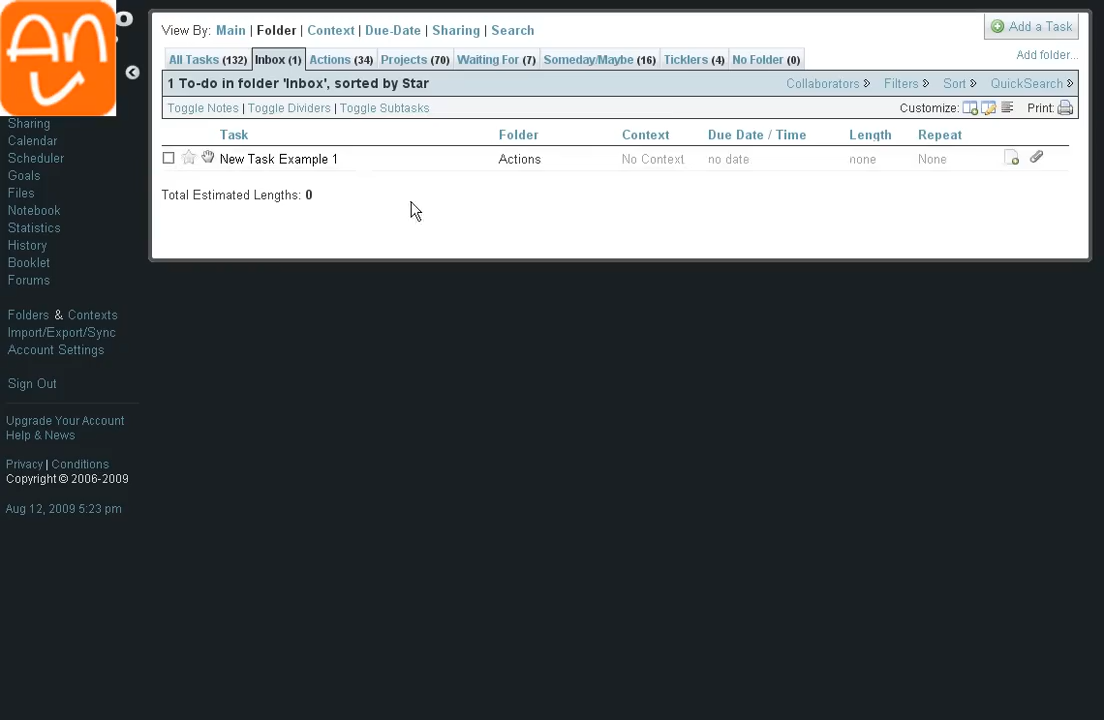 An
View By: Main | Folder | Context | Due-Date | Sharing | Search
Add a Task
Add folder...
All Tasks (132) Inbox (1) Actions (34) Projects (70) Waiting For (7) Someday/Maybe (16) Ticklers (4) No Folder (0)
1 To-do in folder 'Inbox', sorted by Star
Collaborators Filters Sort QuickSearch
Toggle Notes | Toggle Dividers | Toggle Subtasks
Customize: Print:
Task Folder Context Due Date / Time Length Repeat
New Task Example 1 Actions No Context no date none None
Total Estimated Lengths: 0
Sharing
Calendar
Scheduler
Goals
Files
Notebook
Statistics
History
Booklet
Forums
Folders & Contexts
Import/Export/Sync
Account Settings
Sign Out
Upgrade Your Account
Help & News
Privacy | Conditions
Copyright © 2006-2009
Aug 12, 2009 5:23 pm